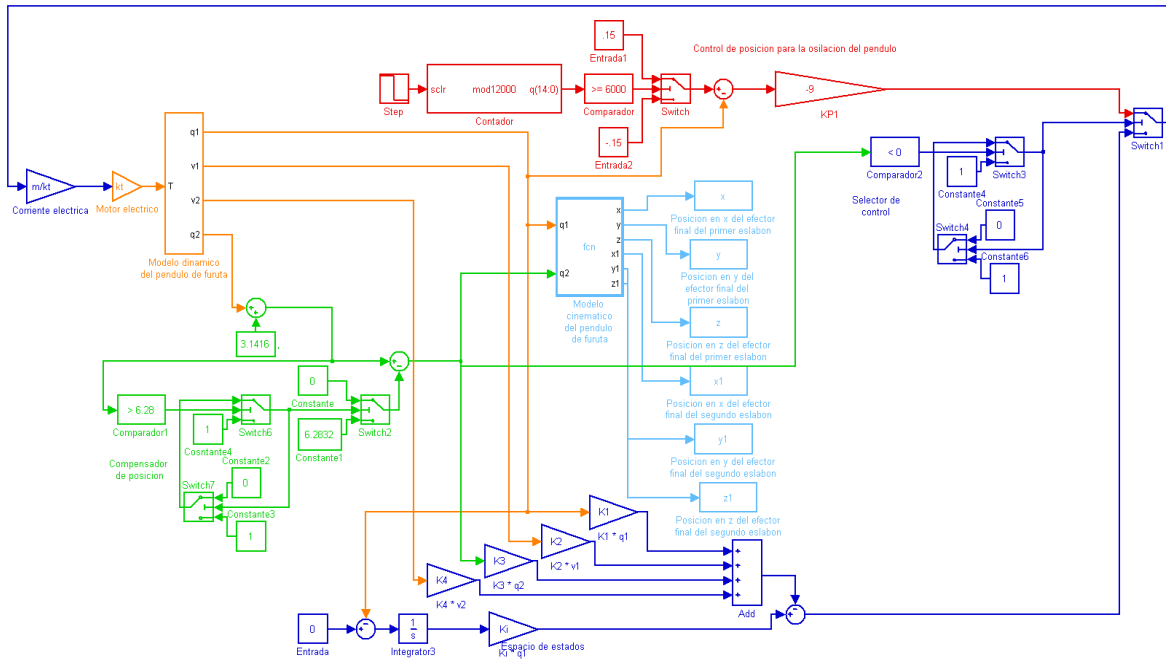 .15
Entrada1
Control de posicion para la osilacion del pendulo
Step
sclr
mod12000
q(14:0)
Contador
>= 6000
Comparador
Switch
-9
KP1
-.15
Entrada2
Switch1
m/kt
Corriente electrica
kt
Motor electrico
T
q1
v1
v2
q2
Modelo dinamico
del pendulo de furuta
q1
q2
fcn
x
y
z
x1
y1
z1
Modelo
cinematico
del pendulo
de furuta
x
Posicion en x del efector
final del primer eslabon
y
Posicion en y del
efector final del
primer eslabon
z
Posicion en z del efector
final del primer eslabon
x1
Posicion en x del efector
final del segundo eslabon
y1
Posicion en y del efector
final del segundo eslabon
z1
Posicion en z del efector
final del segundo eslabon
< 0
Comparador2
Selector de
control
1
Constante4
Switch3
Constante5
0
Switch4
Constante6
1
3.1416
> 6.28
Comparador1
Compensador
de posicion
1
Cosntante4
Switch6
0
Constante
6.2832
Constante1
Switch2
Constante2
0
Switch7
Constante3
1
K1
K1 * q1
K2
K2 * v1
K3
K3 * q2
K4
K4 * v2
Add
0
Entrada
1
s
Integrator3
Ki
Espacio de estados
Ki * q1